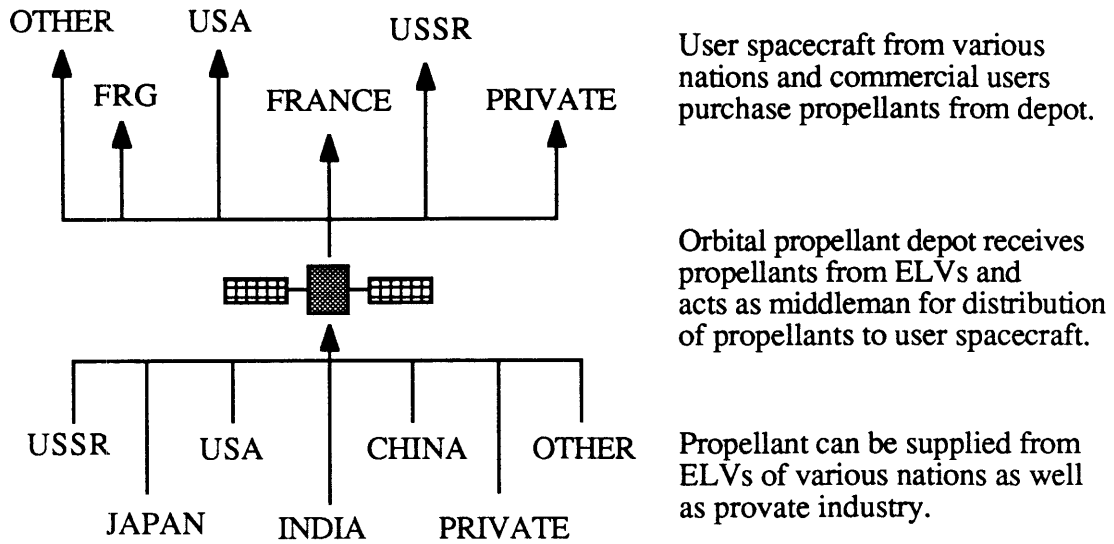 OTHER USA USSR
FRG FRANCE PRIVATE
User spacecraft from various
nations and commercial users
purchase propellants from depot.
Orbital propellant depot receives
propellants from ELVs and
acts as middleman for distribution
of propellants to user spacecraft.
USSR USA CHINA OTHER
JAPAN INDIA PRIVATE
Propellant can be supplied from
ELVs of various nations as well
as provate industry.